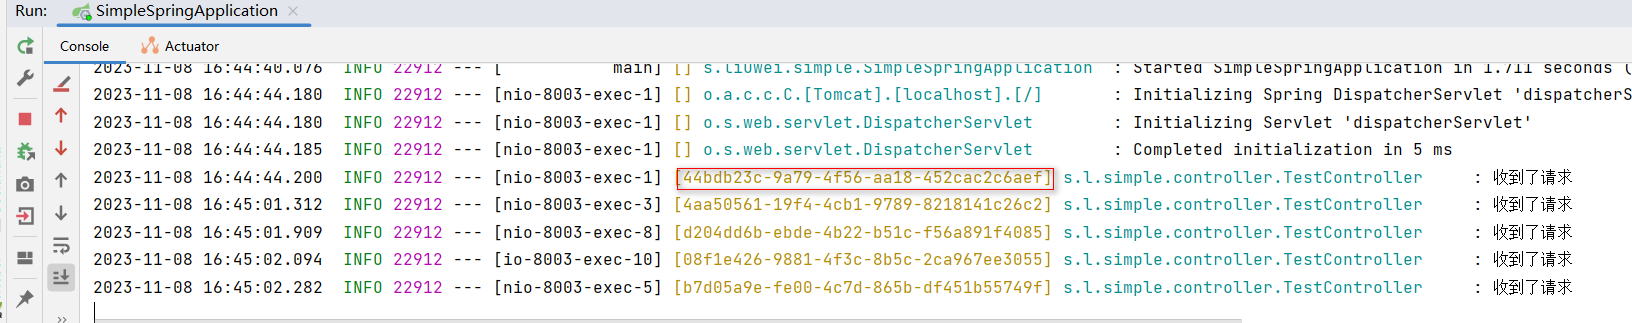 Run: SimpleSpringApplication ×
Console Actuator
2023-11-08 16:44:40.076 INFO 22912 --- [ main] [] s.liuwei.simple.SimpleSpringApplication : Started SimpleSpringApplication in 1.711 seconds (
2023-11-08 16:44:44.180 INFO 22912 --- [nio-8003-exec-1] [] o.a.c.c.C.[Tomcat].[localhost].[/] : Initializing Spring DispatcherServlet 'dispatcherS
2023-11-08 16:44:44.180 INFO 22912 --- [nio-8003-exec-1] [] o.s.web.servlet.DispatcherServlet : Initializing Servlet 'dispatcherServlet'
2023-11-08 16:44:44.185 INFO 22912 --- [nio-8003-exec-1] [] o.s.web.servlet.DispatcherServlet : Completed initialization in 5 ms
2023-11-08 16:44:44.200 INFO 22912 --- [nio-8003-exec-1] [44bdb23c-9a79-4f56-aa18-452cac2c6aef] s.l.simple.controller.TestController : 收到了请求
2023-11-08 16:45:01.312 INFO 22912 --- [nio-8003-exec-3] [4aa50561-19f4-4cb1-9789-8218141c26c2] s.l.simple.controller.TestController : 收到了请求
2023-11-08 16:45:01.909 INFO 22912 --- [nio-8003-exec-8] [d204dd6b-ebde-4b22-b51c-f56a891f4085] s.l.simple.controller.TestController : 收到了请求
2023-11-08 16:45:02.094 INFO 22912 --- [io-8003-exec-10] [08f1e426-9881-4f3c-8b5c-2ca967ee3055] s.l.simple.controller.TestController : 收到了请求
2023-11-08 16:45:02.282 INFO 22912 --- [nio-8003-exec-5] [b7d05a9e-fe00-4c7d-865b-df451b55749f] s.l.simple.controller.TestController : 收到了请求